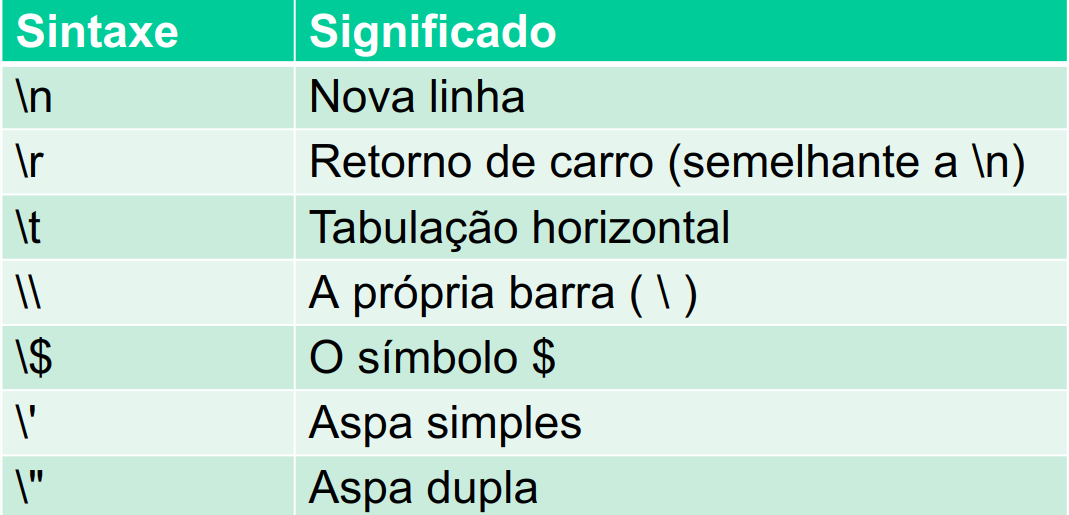 Sintaxe Significado
\n Nova linha
\r Retorno de carro (semelhante a \n)
\t Tabulação horizontal
\\ A própria barra ( \ )
\$ O símbolo $
\' Aspa simples
\" Aspa dupla